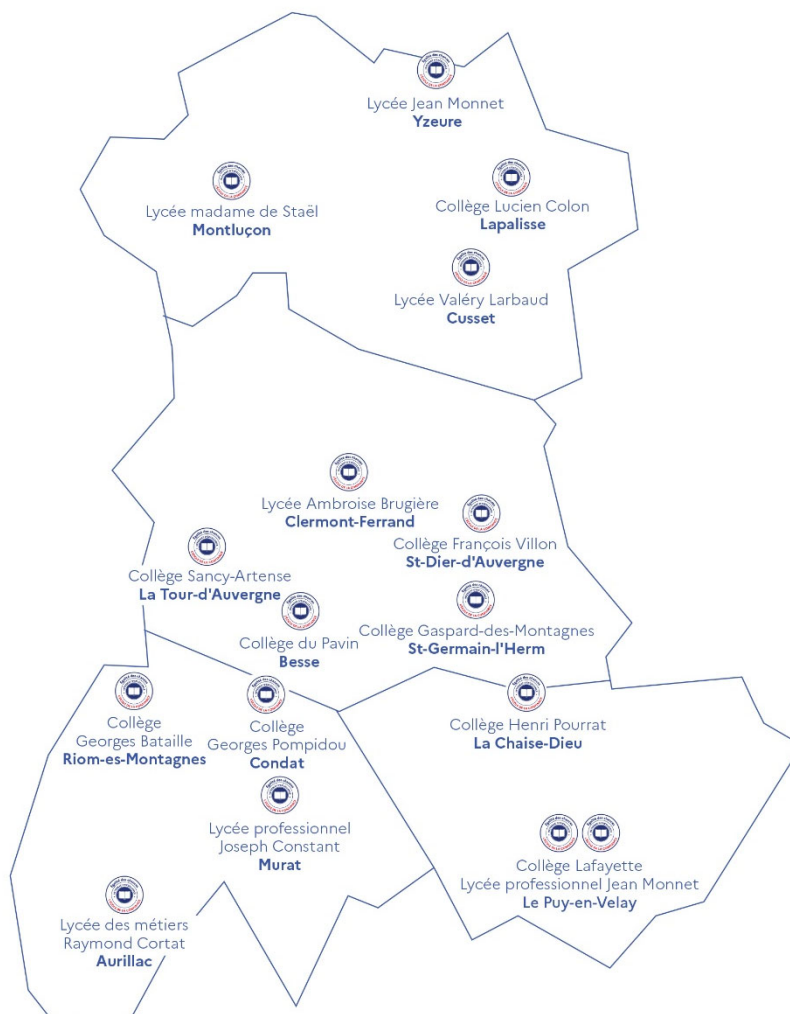 Lycée Jean Monnet
Yzeure
Lycée madame de Staël
Montluçon
Collège Lucien Colon
Lapalisse
Lycée Valéry Larbaud
Cusset
Lycée Ambroise Brugière
Clermont-Ferrand
Collège François Villon
St-Dier-d'Auvergne
Collège Sancy-Artense
La Tour-d'Auvergne
Collège du Pavin
Besse
Collège Gaspard-des-Montagnes
St-Germain-l'Herm
Collège
Georges Bataille
Riom-es-Montagnes
Collège
Georges Pompidou
Condat
Collège Henri Pourrat
La Chaise-Dieu
Lycée professionnel
Joseph Constant
Murat
Collège Lafayette
Lycée professionnel Jean Monnet
Le Puy-en-Velay
Lycée des métiers
Raymond Cortat
Aurillac